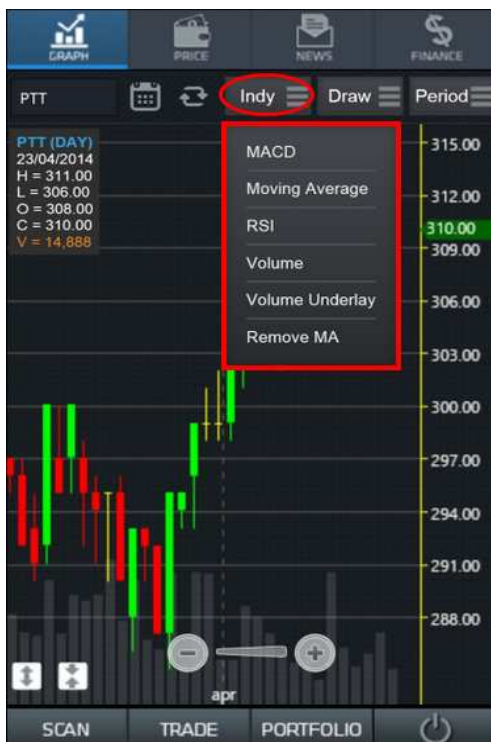 GRAPH
PRICE
NEWS
FINANCE
PTT
Indy
Draw
Period
PTT (DAY)
23/04/2014
H = 311.00
L = 306.00
O = 308.00
C = 310.00
V = 14,888
MACD
Moving Average
RSI
Volume
Volume Underlay
Remove MA
315.00
312.00
310.00
309.00
306.00
303.00
300.00
297.00
294.00
291.00
288.00
apr
SCAN
TRADE
PORTFOLIO